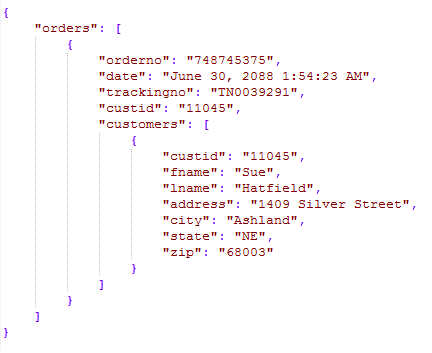 {
    "orders": [
        {
            "orderno": "748745375",
            "date": "June 30, 2088 1:54:23 AM",
            "trackingno": "TN0039291",
            "custid": "11045",
            "customers": [
                {
                    "custid": "11045",
                    "fname": "Sue",
                    "lname": "Hatfield",
                    "address": "1409 Silver Street",
                    "city": "Ashland",
                    "state": "NE",
                    "zip": "68003"
                }
            ]
        }
    ]
}